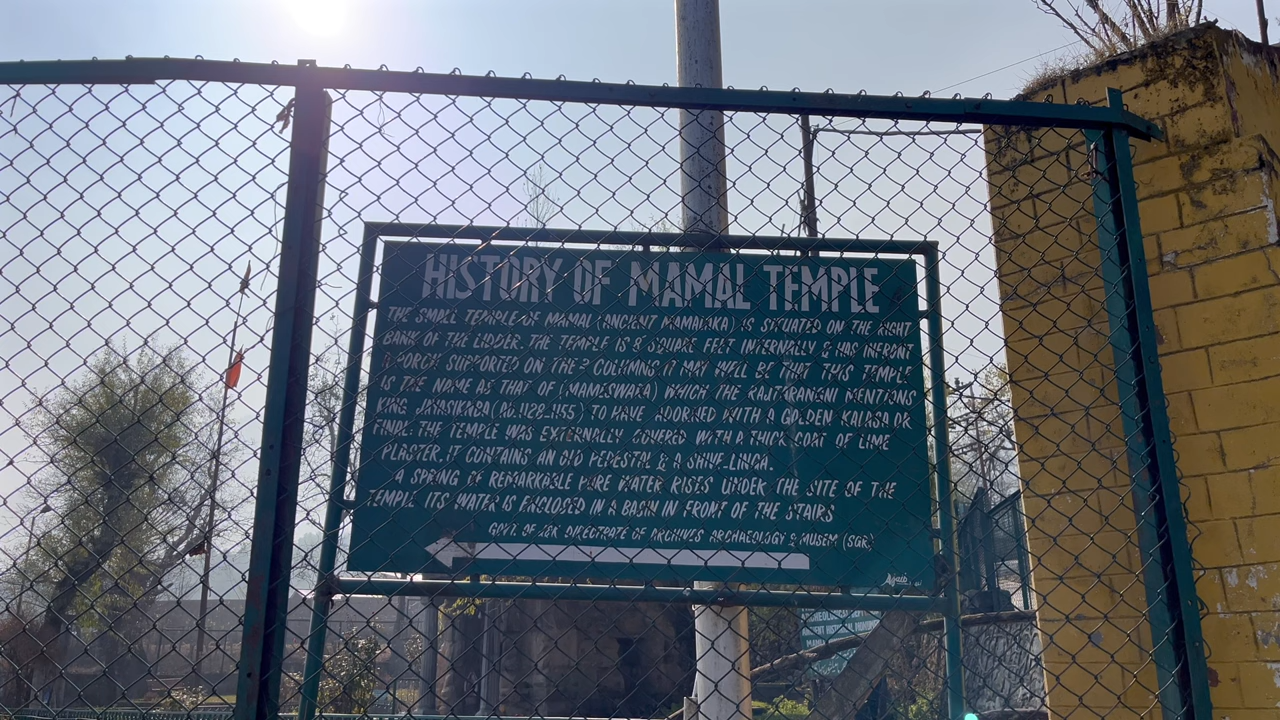 HISTORY OF MAMAL TEMPLE
THE SMALL TEMPLE OF MAMAL (ANCIENT MAMALAKA) IS SITUATED ON THE RIGHT
BANK OF THE LIDDER. THE TEMPLE IS 8 SQUARE FEET INTERNALLY & HAS INFRONT
A PORCH SUPPORTED ON THE 2 COLUMNS. IT MAY WELL BE THAT THIS TEMPLE
IS THE NAME AS THAT OF (MAMESWARA) WHICH THE RAJTIRANGNI MENTIONS
KING (AD.1128-1155) TO HAVE ADORNED WITH A GOLDEN KALASA OR
FINAL. THE TEMPLE WAS EXTERNALLY COVERED WITH A THICK COAT OF LIME
PLASTER. IT CONTAINS AN OLD PEDESTAL & A SHIVE-LINGA.
A SPRING OF REMARKABLE PURE WATER RISES UNDER THE SITE OF THE
TEMPLE ITS WATER IS ENCLOSED IN A BASIN IN FRONT OF THE STAIRS
GOVT. OF J&K DIRECTRATE OF ARCHIVES ARCHAEOLOGY & MUSEM (SGR)